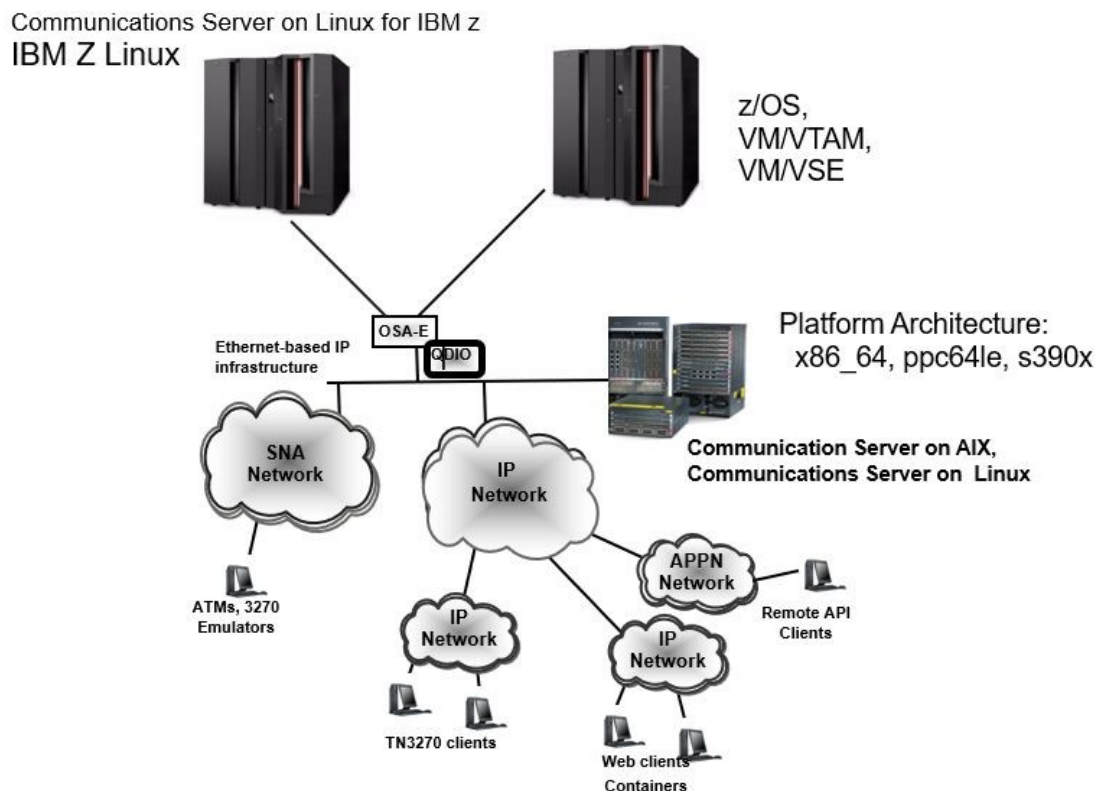 Communications Server on Linux for IBM z
IBM Z Linux
z/OS,
VM/VTAM,
VM/VSE
OSA-E
QDIO
Ethernet-based IP
infrastructure
Platform Architecture:
x86_64, ppc64le, s390x
Communication Server on AIX,
Communications Server on Linux
SNA
Network
IP
Network
APPN
Network
ATMs, 3270
Emulators
IP
Network
IP
Network
Remote API
Clients
TN3270 clients
Web clients
Containers